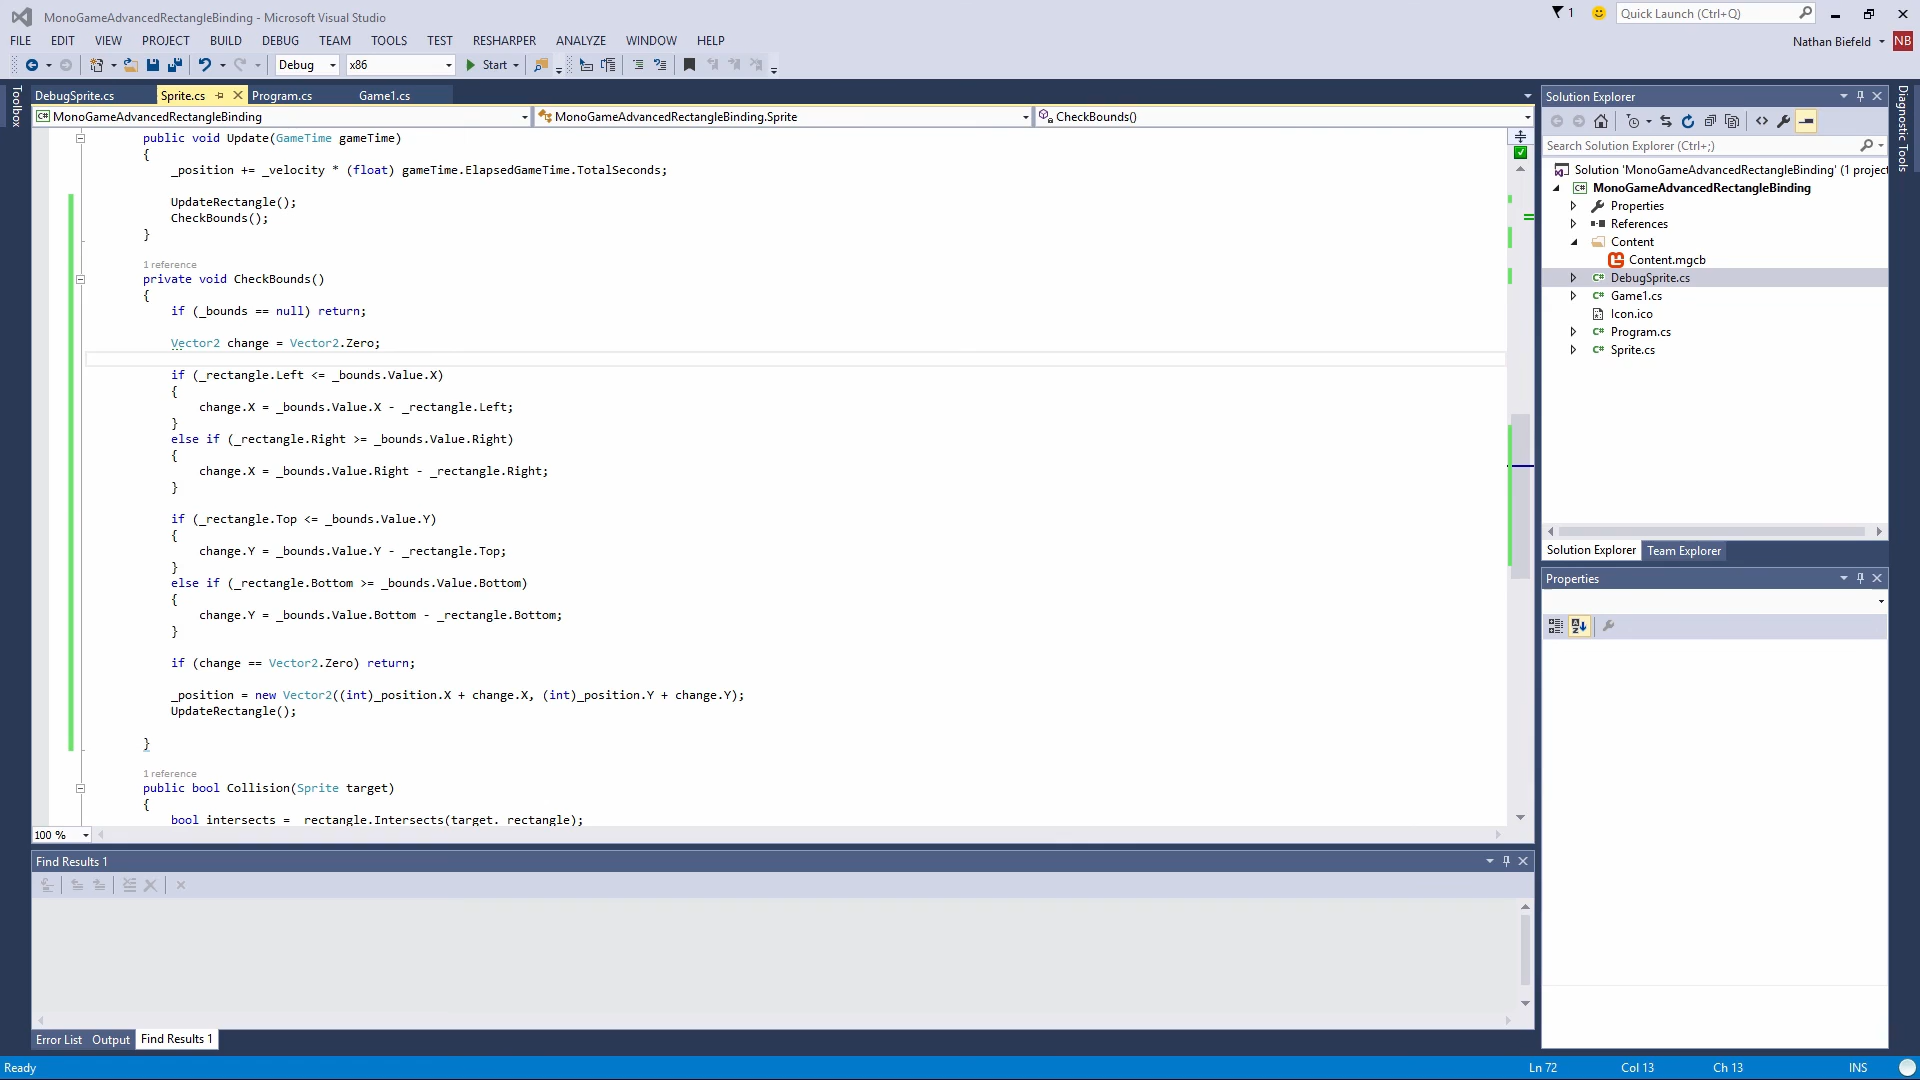 MonoGameAdvancedRectangleBinding - Microsoft Visual Studio
1
Quick Launch (Ctrl+Q)
FILE EDIT VIEW PROJECT BUILD DEBUG TEAM TOOLS TEST RESHARPER ANALYZE WINDOW HELP
Nathan Biefeld NB
Debug x86 Start
Toolbox
DebugSprite.cs Sprite.cs Program.cs Game1.cs
MonoGameAdvancedRectangleBinding MonoGameAdvancedRectangleBinding.Sprite CheckBounds()
public void Update(GameTime gameTime)
{
_position += _velocity * (float) gameTime.ElapsedGameTime.TotalSeconds;
UpdateRectangle();
CheckBounds();
}
1 reference
private void CheckBounds()
{
if (_bounds == null) return;
Vector2 change = Vector2.Zero;
if (_rectangle.Left <= _bounds.Value.X)
{
change.X = _bounds.Value.X - _rectangle.Left;
}
else if (_rectangle.Right >= _bounds.Value.Right)
{
change.X = _bounds.Value.Right - _rectangle.Right;
}
if (_rectangle.Top <= _bounds.Value.Y)
{
change.Y = _bounds.Value.Y - _rectangle.Top;
}
else if (_rectangle.Bottom >= _bounds.Value.Bottom)
{
change.Y = _bounds.Value.Bottom - _rectangle.Bottom;
}
if (change == Vector2.Zero) return;
_position = new Vector2((int)_position.X + change.X, (int)_position.Y + change.Y);
UpdateRectangle();
}
1 reference
public bool Collision(Sprite target)
{
bool intersects = rectangle.Intersects(target. rectangle);
100 %
Find Results 1
Error List Output Find Results 1
Solution Explorer
Search Solution Explorer (Ctrl+;)
Solution 'MonoGameAdvancedRectangleBinding' (1 project
MonoGameAdvancedRectangleBinding
Properties
References
Content
Content.mgcb
DebugSprite.cs
Game1.cs
Icon.ico
Program.cs
Sprite.cs
Solution Explorer Team Explorer
Properties
Diagnostic Tools
Ready Ln 72 Col 13 Ch 13 INS